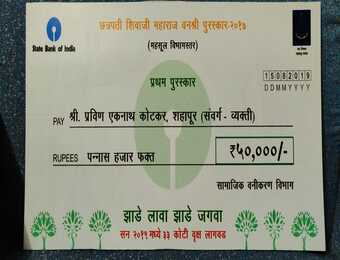 State Bank of India
छत्रपती शिवाजी महाराज वनश्री पुरस्कार-२०१७
(महसूल विभागस्तर)
प्रथम पुरस्कार
15082019
DDMMYYYY
PAY श्री. प्रविण एकनाथ कोटकर, शहापूर (संवर्ग - व्यक्ती)
RUPEES पन्नास हजार फक्त ₹५०,०००/-
सामाजिक वनीकरण विभाग
झाडे लावा झाडे जगवा
सन २०१९ मध्ये ३३ कोटी वृक्ष लागवड